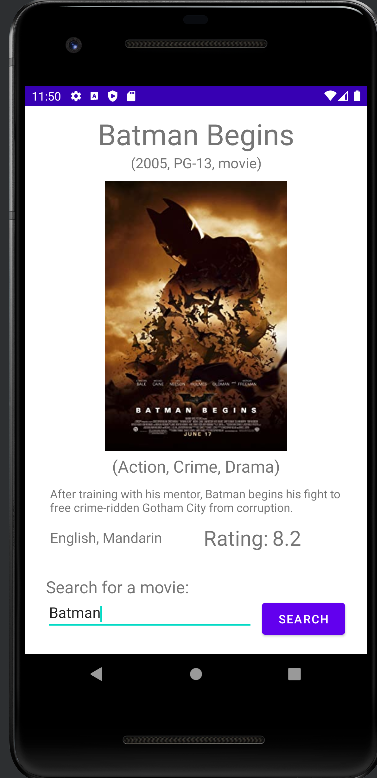 11:50
Batman Begins
(2005, PG-13, movie)
BATMAN BEGINS
JUNE 17
(Action, Crime, Drama)
After training with his mentor, Batman begins his fight to
free crime-ridden Gotham City from corruption.
English, Mandarin
Rating: 8.2
Search for a movie:
Batman
SEARCH